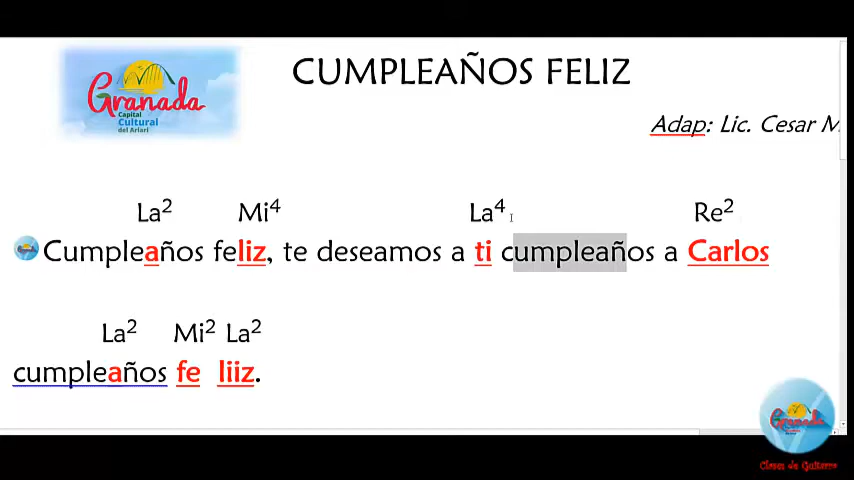 Granada
Capital
Cultural
del Ariari
CUMPLEAÑOS FELIZ
Adap: Lic. Cesar M
La² Mi⁴ La⁴ Re²
Cumpleaños feliz, te deseamos a ti cumpleaños a Carlos
La² Mi² La²
cumpleaños fe liiz.
Granada
Clases de Guitarra